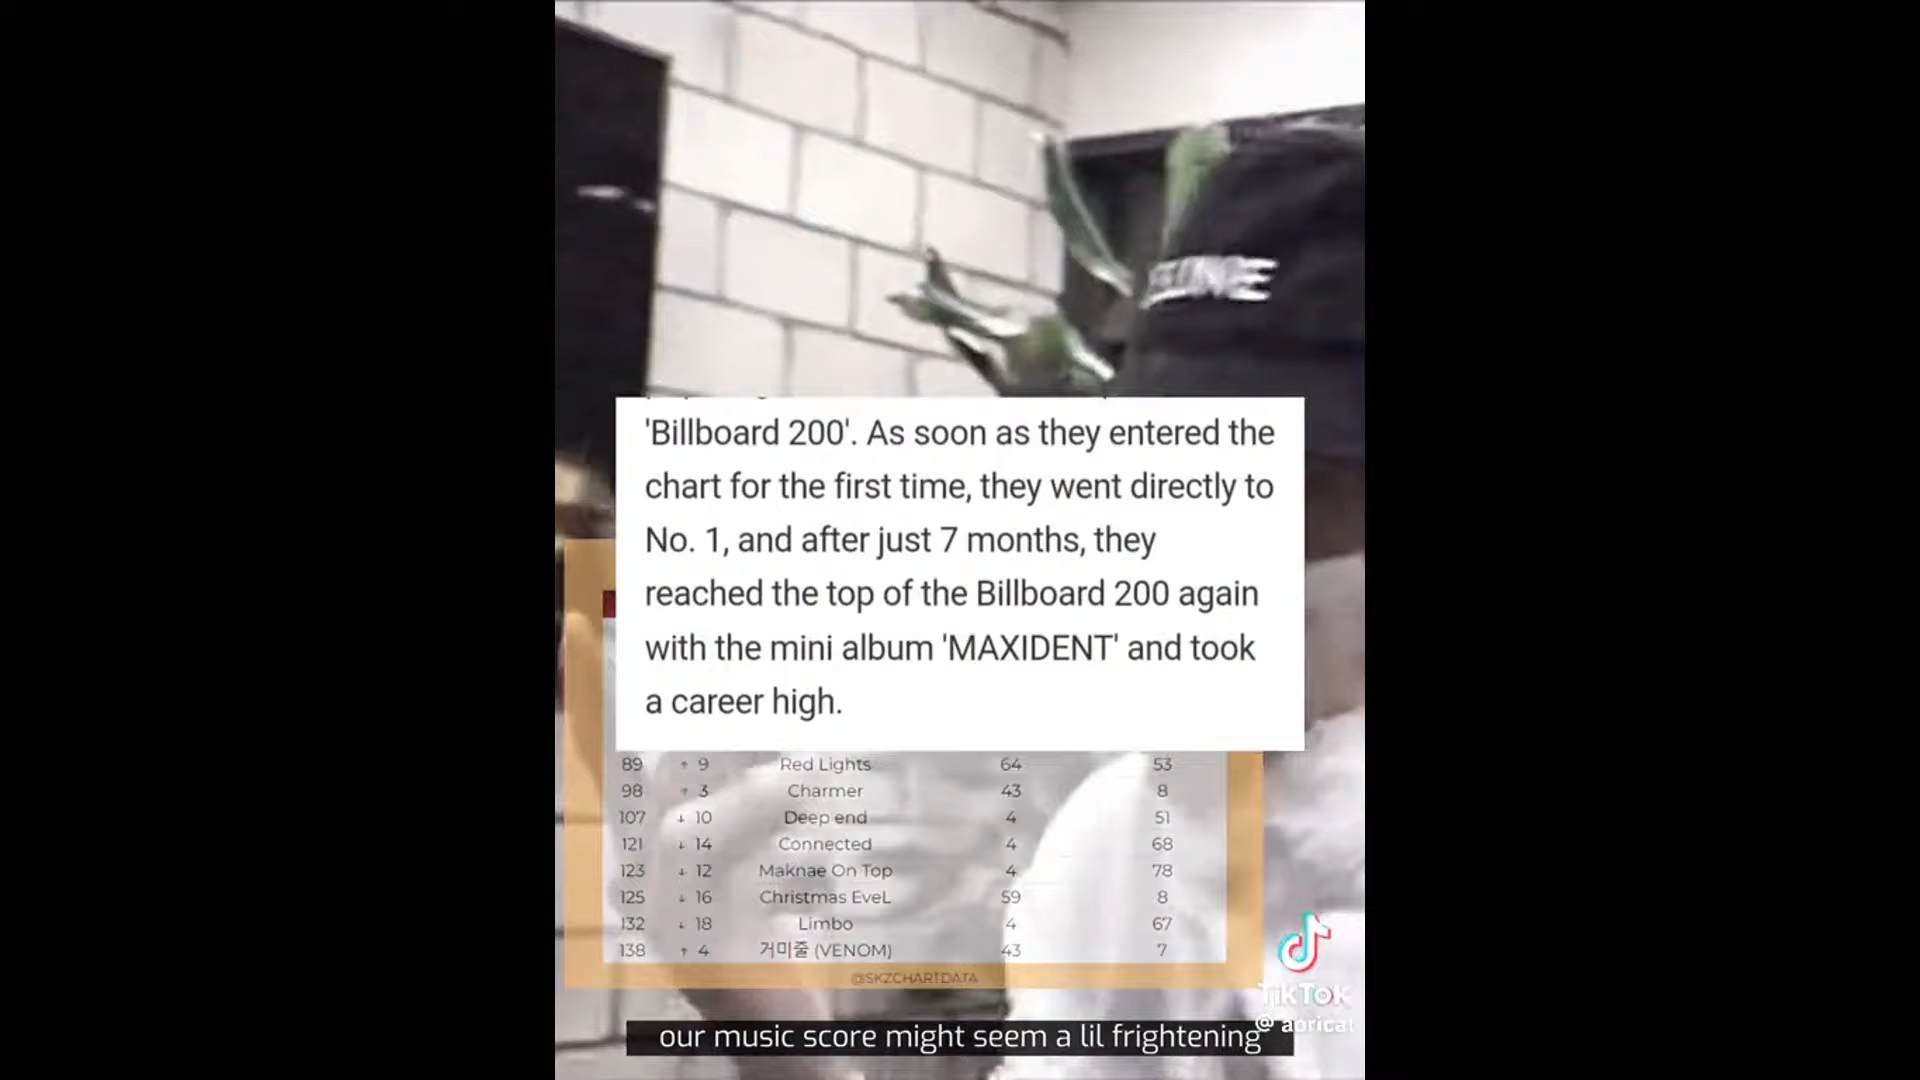 'Billboard 200'. As soon as they entered the
chart for the first time, they went directly to
No. 1, and after just 7 months, they
reached the top of the Billboard 200 again
with the mini album 'MAXIDENT' and took
a career high.
89 ↑ 9 Red Lights 64 53
98 ↑ 3 Charmer 43 8
107 ↓ 10 Deep end 4 51
121 ↓ 14 Connected 4 68
123 ↓ 12 Maknae On Top 4 78
125 ↓ 16 Christmas EveL 59 8
132 ↓ 18 Limbo 4 67
138 ↑ 4 거미줄 (VENOM) 43 7
@SKZCHARTDATA
TikTok
our music score might seem a lil frightening